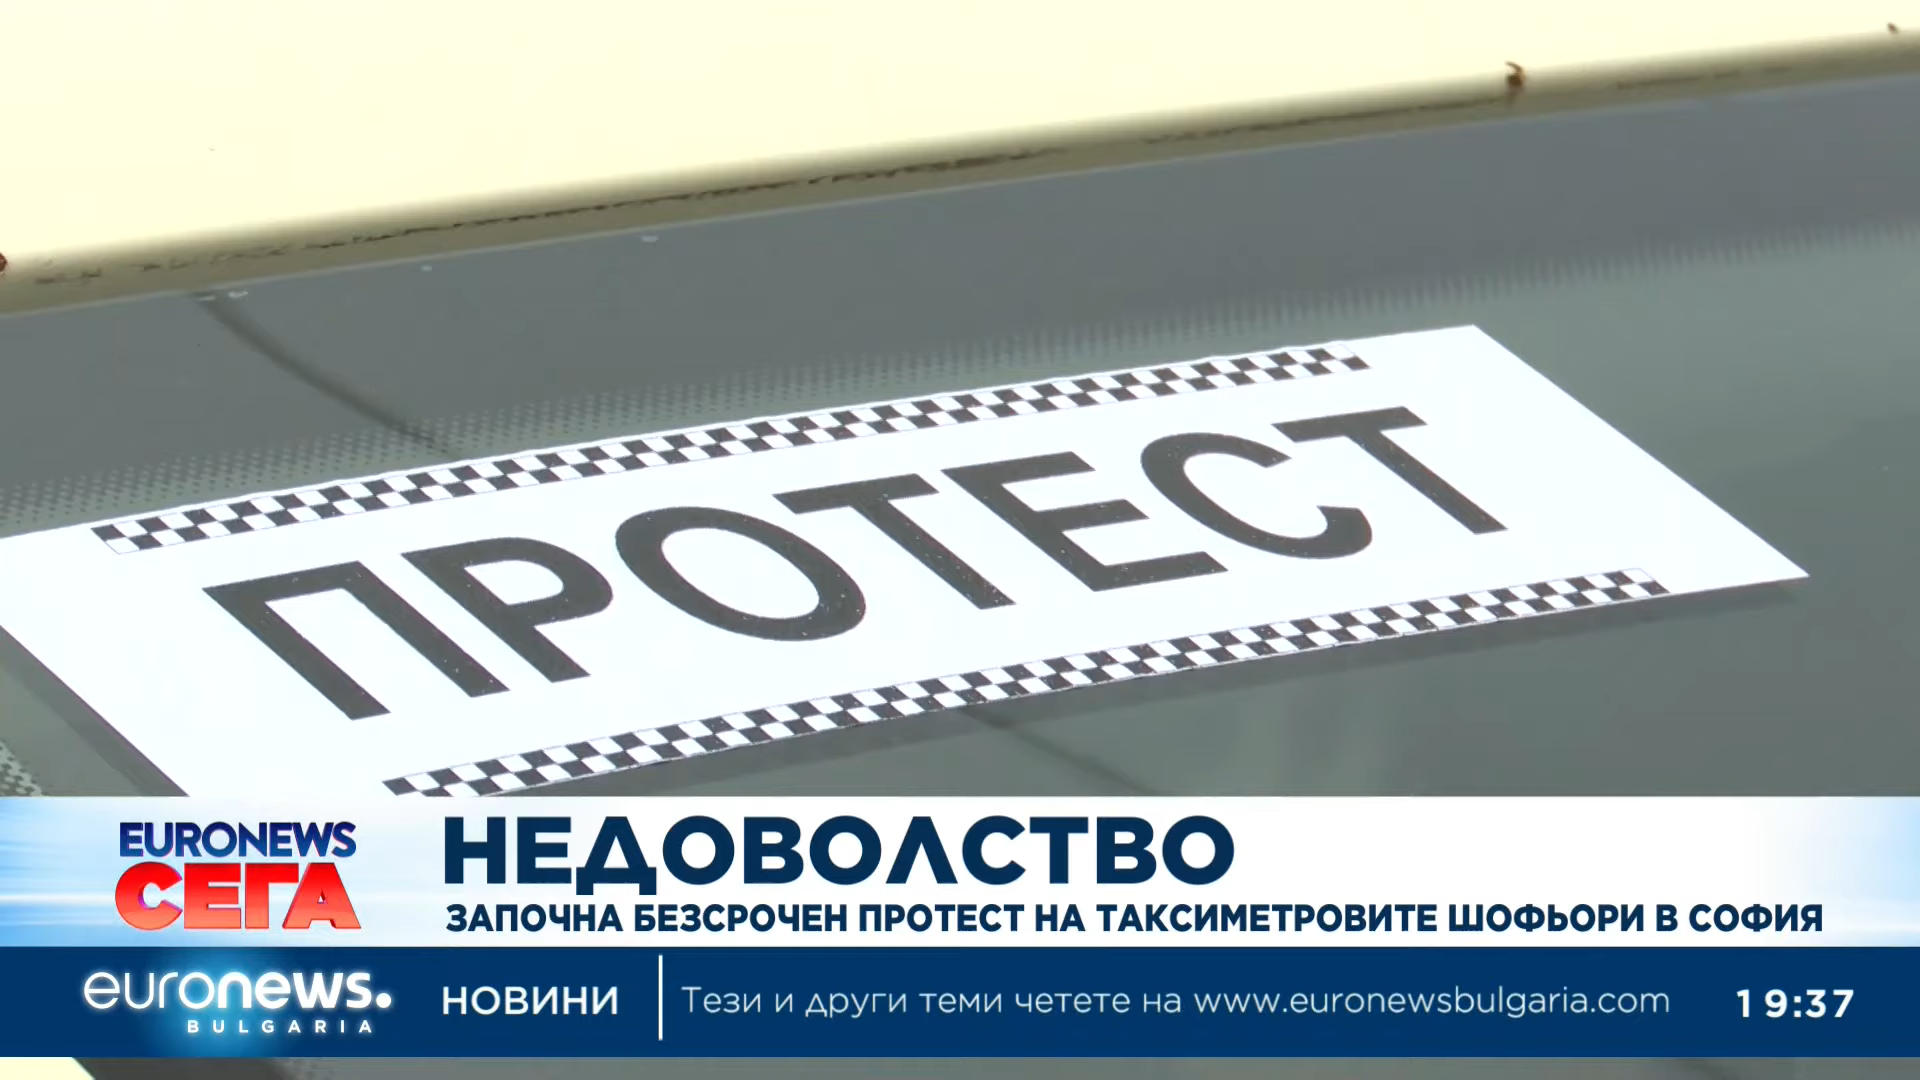 ПРОТЕСТ
EURONEWS
СЕГА
НЕДОВОЛСТВО
ЗАПОЧНА БЕЗСРОЧЕН ПРОТЕСТ НА ТАКСИМЕТРОВИТЕ ШОФЬОРИ В СОФИЯ
euronews.
BULGARIA
НОВИНИ
Тези и други теми четете на www.euronewsbulgaria.com
19:37